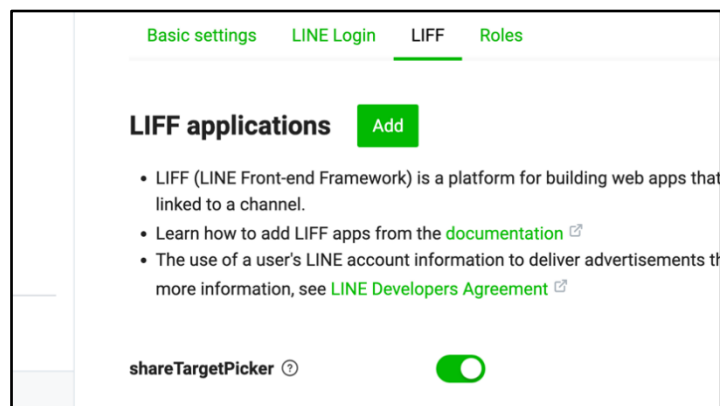 Basic settings LINE Login LIFF Roles
LIFF applications Add
• LIFF (LINE Front-end Framework) is a platform for building web apps that
linked to a channel.
• Learn how to add LIFF apps from the documentation
• The use of a user's LINE account information to deliver advertisements
more information, see LINE Developers Agreement
shareTargetPicker ?